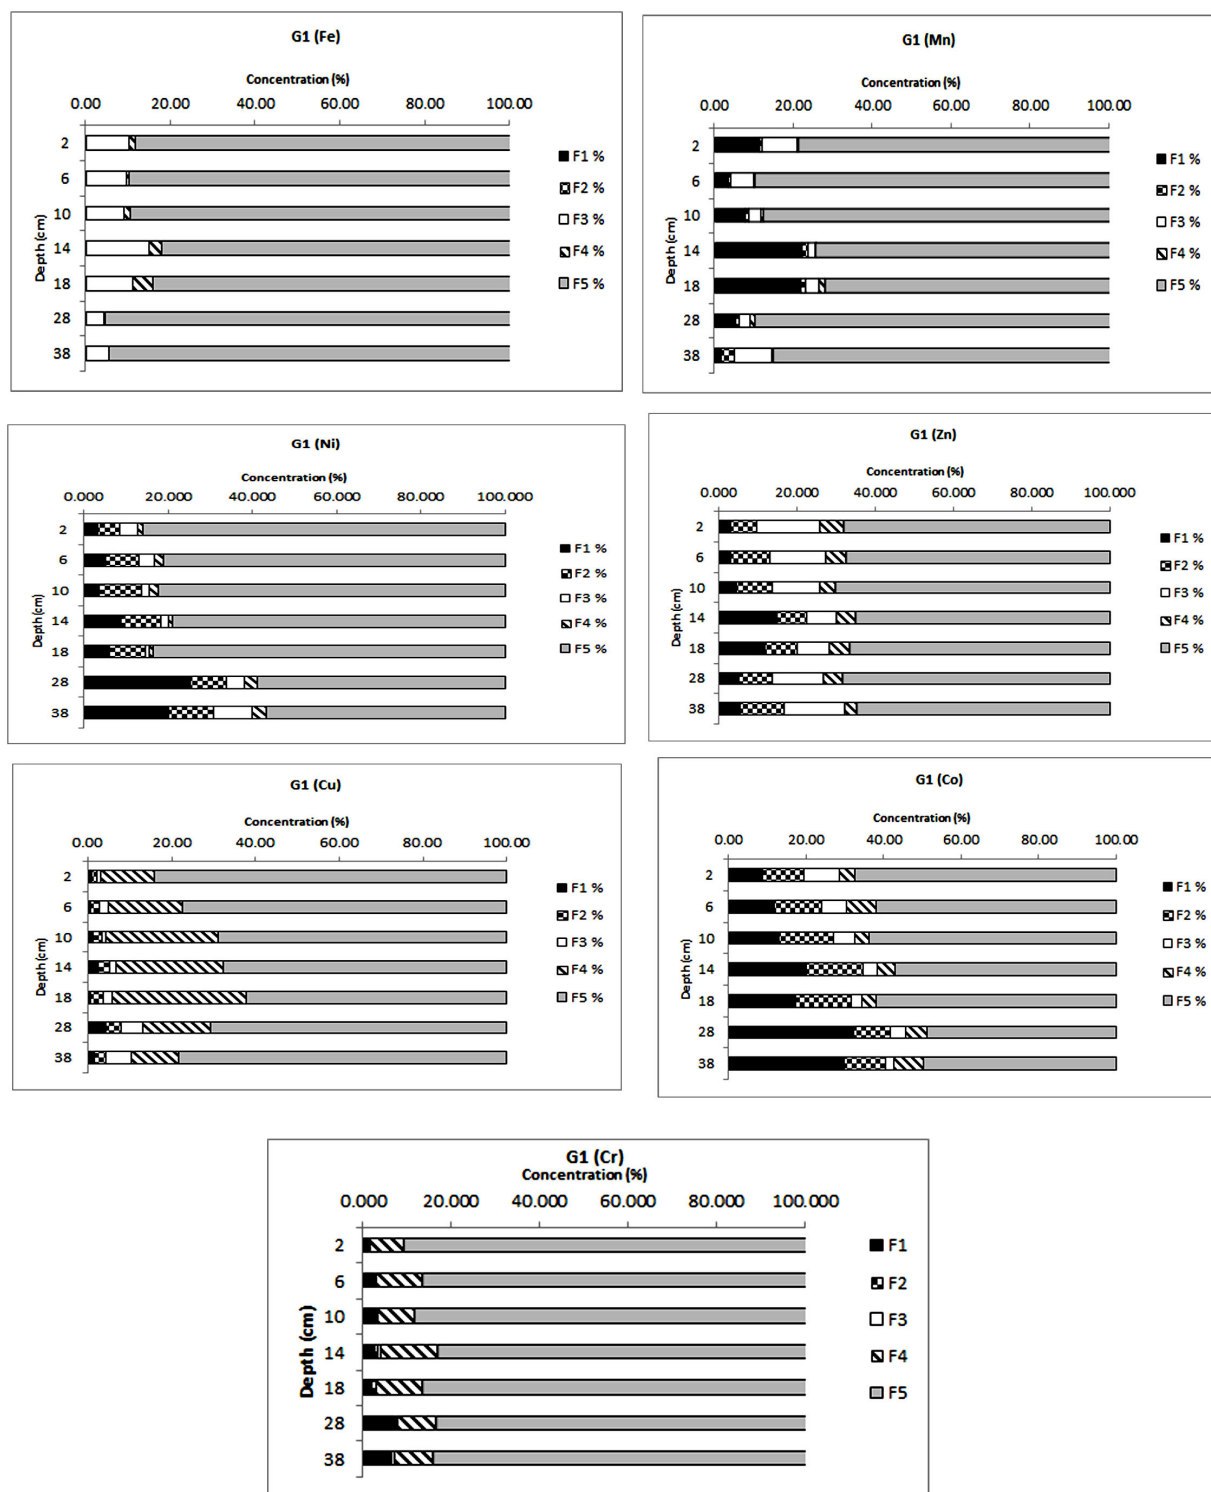 G1 (Fe)
Concentration (%)
0.00 20.00 40.00 60.00 80.00 100.00
Depth (cm)
2
6
10
14
18
28
38
F1 %
F2 %
F3 %
F4 %
F5 %
G1 (Mn)
Concentration (%)
0.00 20.00 40.00 60.00 80.00 100.00
Depth (cm)
2
6
10
14
18
28
38
F1 %
F2 %
F3 %
F4 %
F5 %
G1 (Ni)
Concentration (%)
0.000 20.000 40.000 60.000 80.000 100.000
Depth (cm)
2
6
10
14
18
28
38
F1 %
F2 %
F3 %
F4 %
F5 %
G1 (Zn)
Concentration (%)
0.000 20.000 40.000 60.000 80.000 100.000
Depth (cm)
2
6
10
14
18
28
38
F1 %
F2 %
F3 %
F4 %
F5 %
G1 (Cu)
Concentration (%)
0.00 20.00 40.00 60.00 80.00 100.00
Depth (cm)
2
6
10
14
18
28
38
F1 %
F2 %
F3 %
F4 %
F5 %
G1 (Co)
Concentration (%)
0.00 20.000 40.000 60.000 80.000 100.000
Depth (cm)
2
6
10
14
18
28
38
F1 %
F2 %
F3 %
F4 %
F5 %
G1 (Cr)
Concentration (%)
0.000 20.000 40.000 60.000 80.000 100.000
Depth (cm)
2
6
10
14
18
28
38
F1
F2
F3
F4
F5